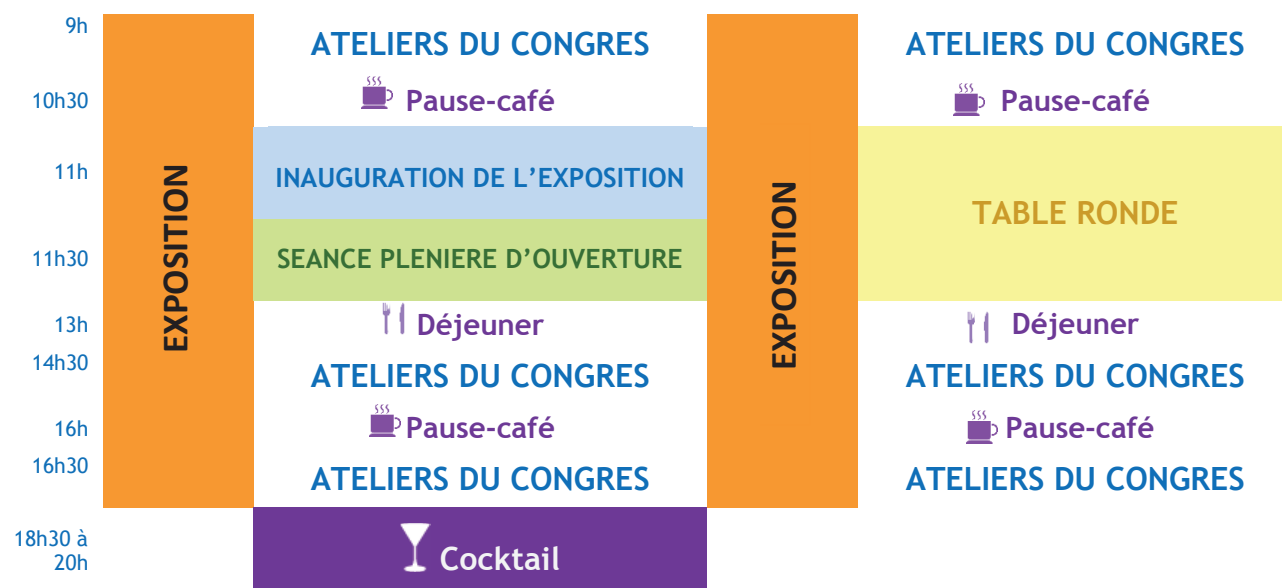 9h
ATELIERS DU CONGRES
ATELIERS DU CONGRES
10h30
Pause-café
Pause-café
EXPOSITION
11h
INAUGURATION DE L’EXPOSITION
EXPOSITION
TABLE RONDE
11h30
SEANCE PLENIERE D’OUVERTURE
13h
Déjeuner
Déjeuner
14h30
ATELIERS DU CONGRES
ATELIERS DU CONGRES
16h
Pause-café
Pause-café
16h30
ATELIERS DU CONGRES
ATELIERS DU CONGRES
18h30 à
20h
Cocktail